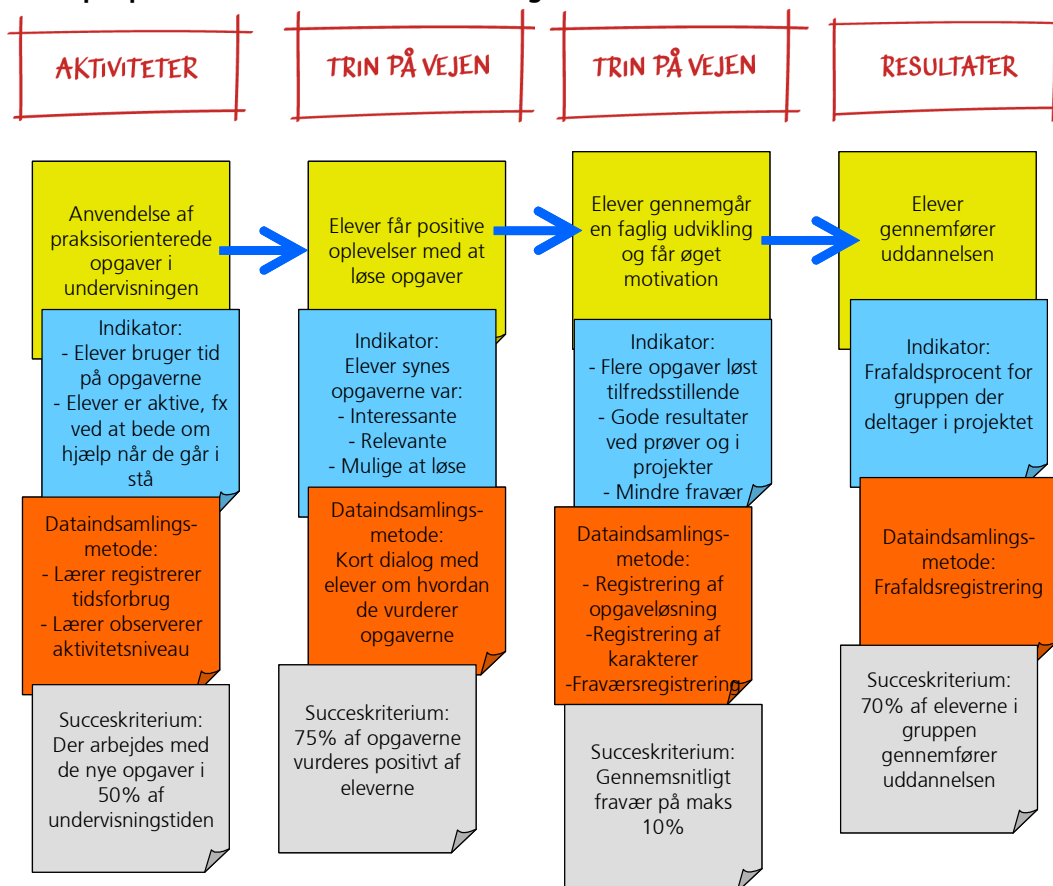 AKTIVITETER
TRIN PÅ VEJEN
TRIN PÅ VEJEN
RESULTATER
Anvendelse af
praksisorienterede
opgaver i
undervisningen
Indikator:
- Elever bruger tid
på opgaverne
- Elever er aktive, fx
ved at bede om
hjælp når de går i
stå
Dataindsamlings-
metode:
- Lærer registrerer
tidsforbrug
- Lærer observerer
aktivitetsniveau
Succeskriterium:
Der arbejdes med
de nye opgaver i
50% af
undervisningstiden
Elever får positive
oplevelser med at
løse opgaver
Indikator:
Elever synes
opgaverne var:
- Interessante
- Relevante
- Mulige at løse
Dataindsamlings-
metode:
Kort dialog med
elever om hvordan
de vurderer
opgaverne
Succeskriterium:
75% af opgaverne
vurderes positivt af
eleverne
Elever gennemgår
en faglig udvikling
og får øget
motivation
Indikator:
- Flere opgaver løst
tilfredsstillende
- Gode resultater
ved prøver og i
projekter
- Mindre fravær
Dataindsamlings-
metode:
- Registrering af
opgaveløsning
-Registrering af
karakterer
-Fraværsregistrering
Succeskriterium:
Gennemsnitligt
fravær på maks
10%
Elever
gennemfører
uddannelsen
Indikator:
Frafaldsprocent for
gruppen der
deltager i projektet
Dataindsamlings-
metode:
Frafaldsregistrering
Succeskriterium:
70% af eleverne i
gruppen
gennemfører
uddannelsen